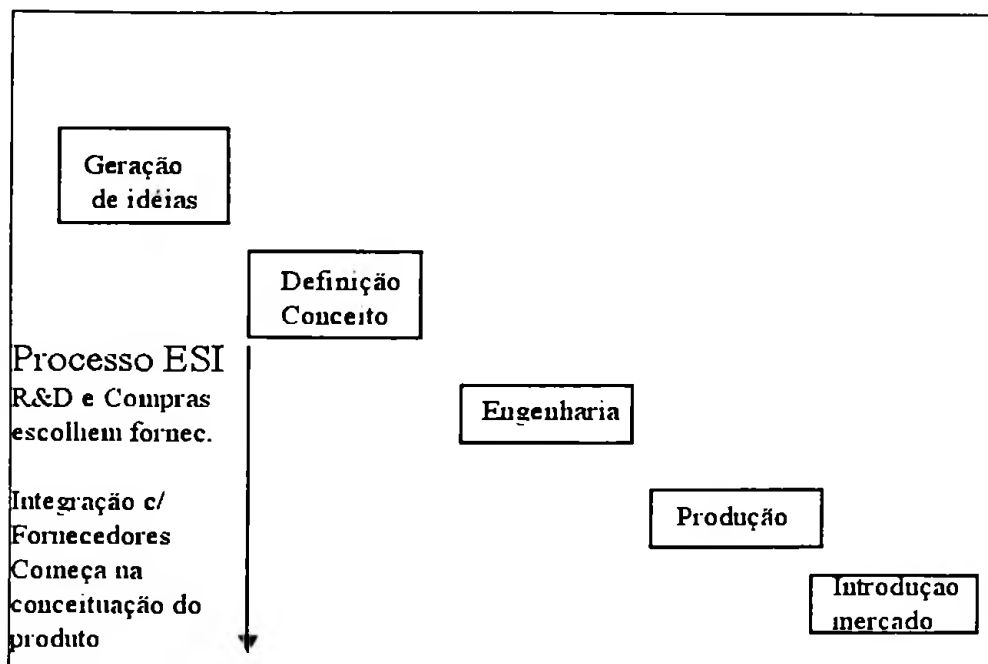 Geração
de idéias
Definição
Conceito
Processo ESI
R&D e Compras
escolhem fornec.
Engenharia
Integração c/
Fornecedores
Começa na
conceituação do
produto
Produção
Introdução
mercado